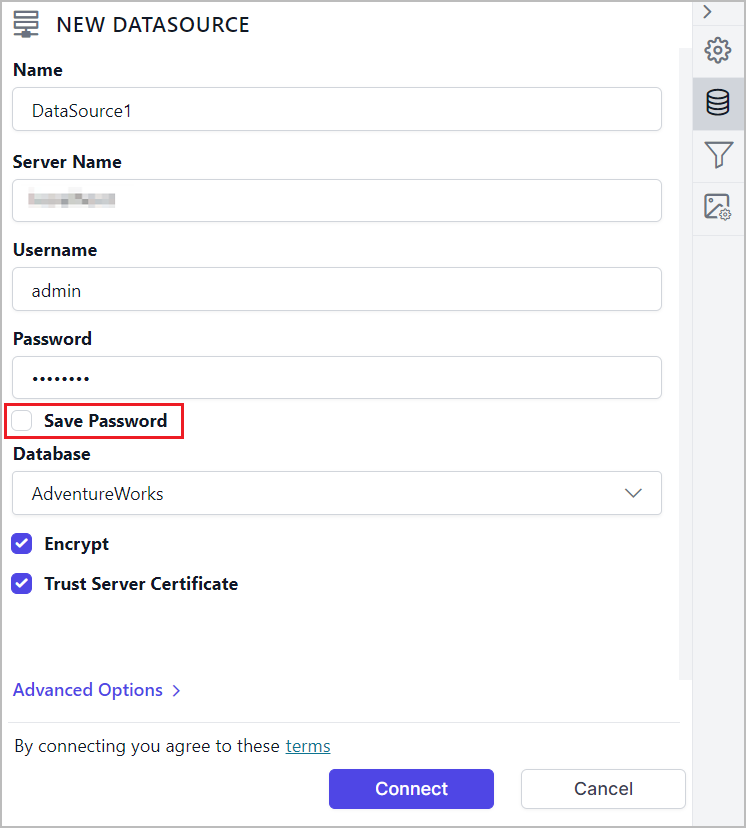 NEW DATASOURCE
Name
DataSource1
Server Name
Username
admin
Password
••••••••
Save Password
Database
AdventureWorks
Encrypt
Trust Server Certificate
Advanced Options
By connecting you agree to these terms
Connect Cancel